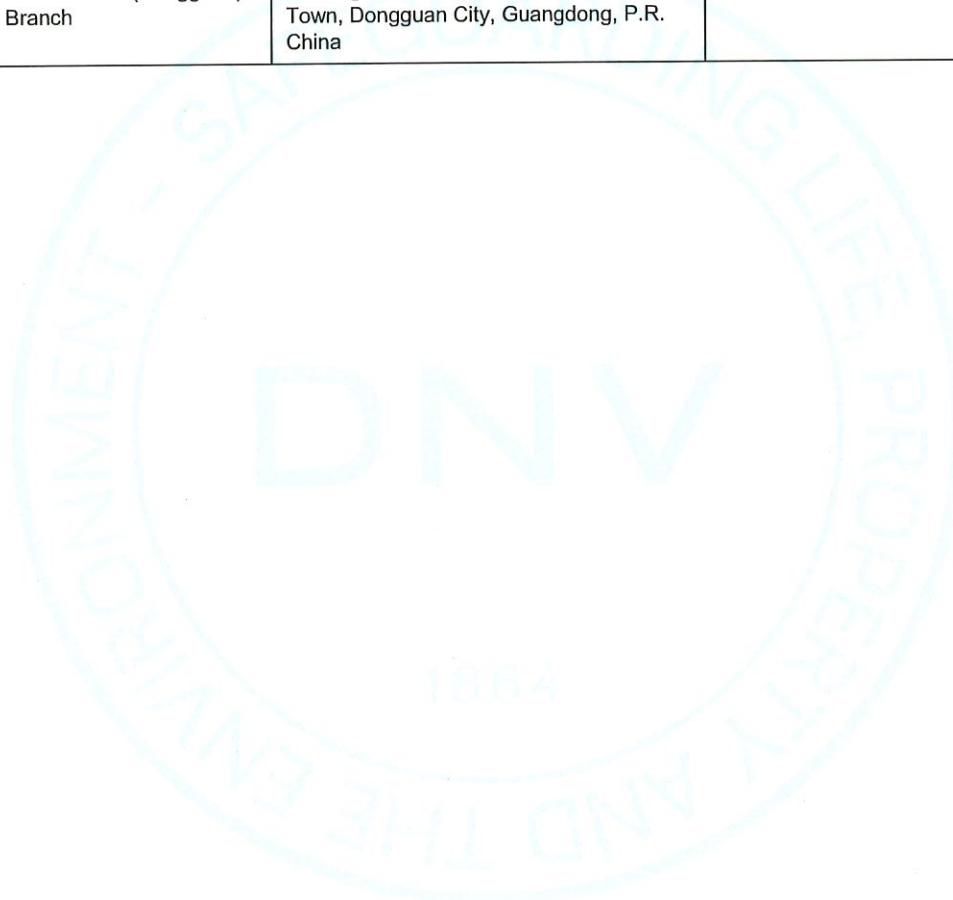 Branch
Town, Dongguan City, Guangdong, P.R.
China
SAFEGUARDING LIFE, PROPERTY AND THE ENVIRONMENT -
DNV
1864